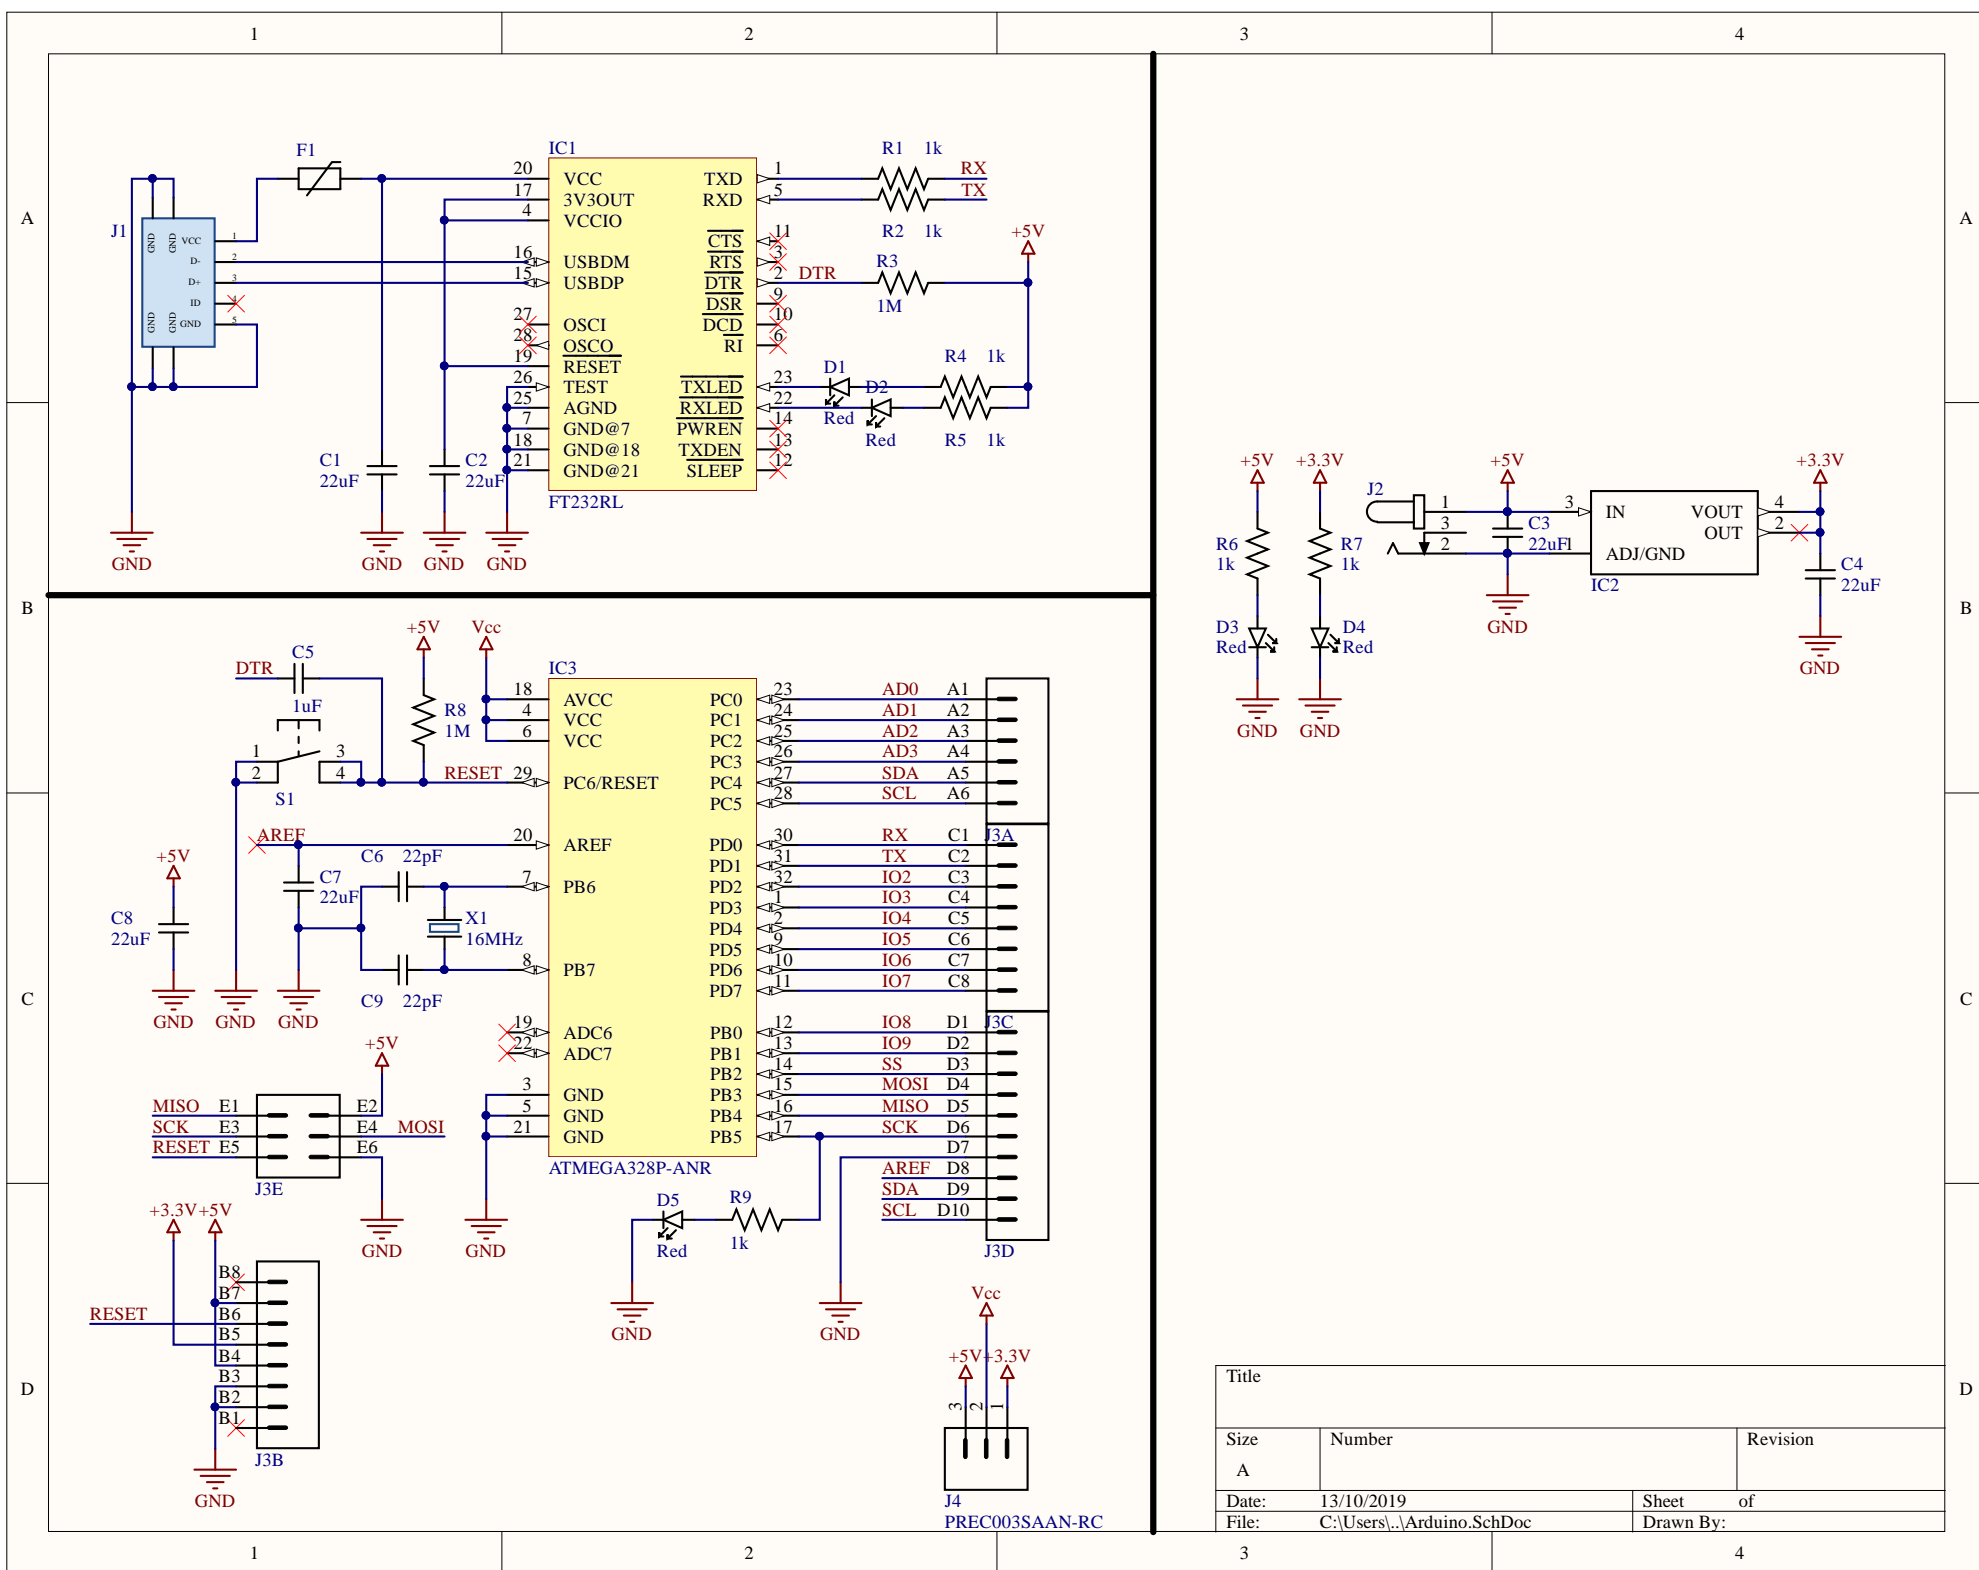 1 2 3 4
A
B
C
D
A
B
C
D
1 2 3 4
J1
GND GND VCC 1
D- 2
D+ 3
ID 4
GND GND GND 5
GND
F1
C1
22uF
GND
C2
22uF
GND
GND
IC1
20 VCC TXD 1
17 3V3OUT RXD 5
4 VCCIO
CTS 11
16 USBDM RTS 3
15 USBDP DTR 2
DSR 9
27 OSCI DCD 10
28 OSCO RI 6
19 RESET
26 TEST TXLED 23
25 AGND RXLED 22
7 GND@7 PWREN 14
18 GND@18 TXDEN 13
21 GND@21 SLEEP 12
FT232RL
R1 1k
RX
TX
R2 1k
+5V
DTR
R3
1M
D1
Red
D2
Red
R4 1k
R5 1k
+5V
R6
1k
D3
Red
GND
+3.3V
R7
1k
D4
Red
GND
J2
1
3
2
+5V
C3
22uF
GND
3 IN VOUT 4
OUT 2
1 ADJ/GND
IC2
+3.3V
C4
22uF
GND
DTR
C5
1uF
+5V
R8
1M
Vcc
1 3
2 4
S1
RESET
AREF
C6 22pF
C7
22uF
X1
16MHz
C9 22pF
+5V
C8
22uF
GND
GND
GND
IC3
18 AVCC PC0 23 AD0 A1
4 VCC PC1 24 AD1 A2
6 VCC PC2 25 AD2 A3
PC3 26 AD3 A4
29 PC6/RESET PC4 27 SDA A5
PC5 28 SCL A6
J3A
20 AREF PD0 30 RX C1
PD1 31 TX C2
7 PB6 PD2 32 IO2 C3
PD3 1 IO3 C4
PD4 2 IO4 C5
PD5 9 IO5 C6
8 PB7 PD6 10 IO6 C7
PD7 11 IO7 C8
J3C
19 ADC6 PB0 12 IO8 D1
22 ADC7 PB1 13 IO9 D2
PB2 14 SS D3
3 GND PB3 15 MOSI D4
5 GND PB4 16 MISO D5
21 GND PB5 17 SCK D6
D7
AREF D8
SDA D9
SCL D10
J3D
ATMEGA328P-ANR
GND
+5V
MISO E1 E2
SCK E3 E4 MOSI
RESET E5 E6
J3E
GND
D5
Red
R9
1k
GND
GND
+3.3V +5V
B8
B7
RESET B6
B5
B4
B3
B2
B1
J3B
GND
Vcc
+5V +3.3V
3 2 1
J4
PREC003SAAN-RC
Title
Size Number Revision
A
Date: 13/10/2019 Sheet of
File: C:\Users\..\Arduino.SchDoc Drawn By: